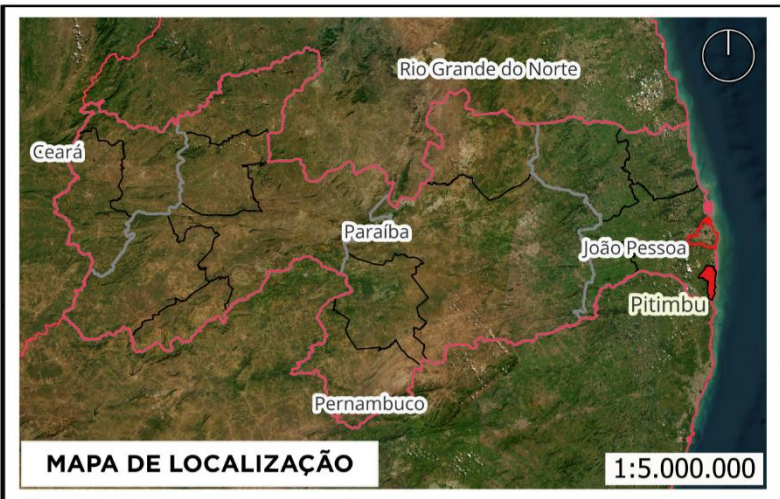 Rio Grande do Norte
Ceará
Paraíba
João Pessoa
Pitimbu
Pernambuco
MAPA DE LOCALIZAÇÃO
1:5.000.000